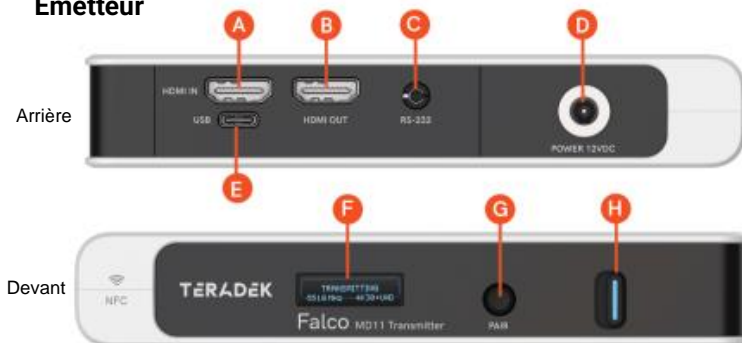 Émetteur
A
B
C
D
Arrière
HDMI IN
USB
HDMI OUT
RS-232
POWER 12VDC
E
F
G
H
Devant
NFC
TERADEK
TRANSMITTING
Falco MD11 Transmitter
PAIR